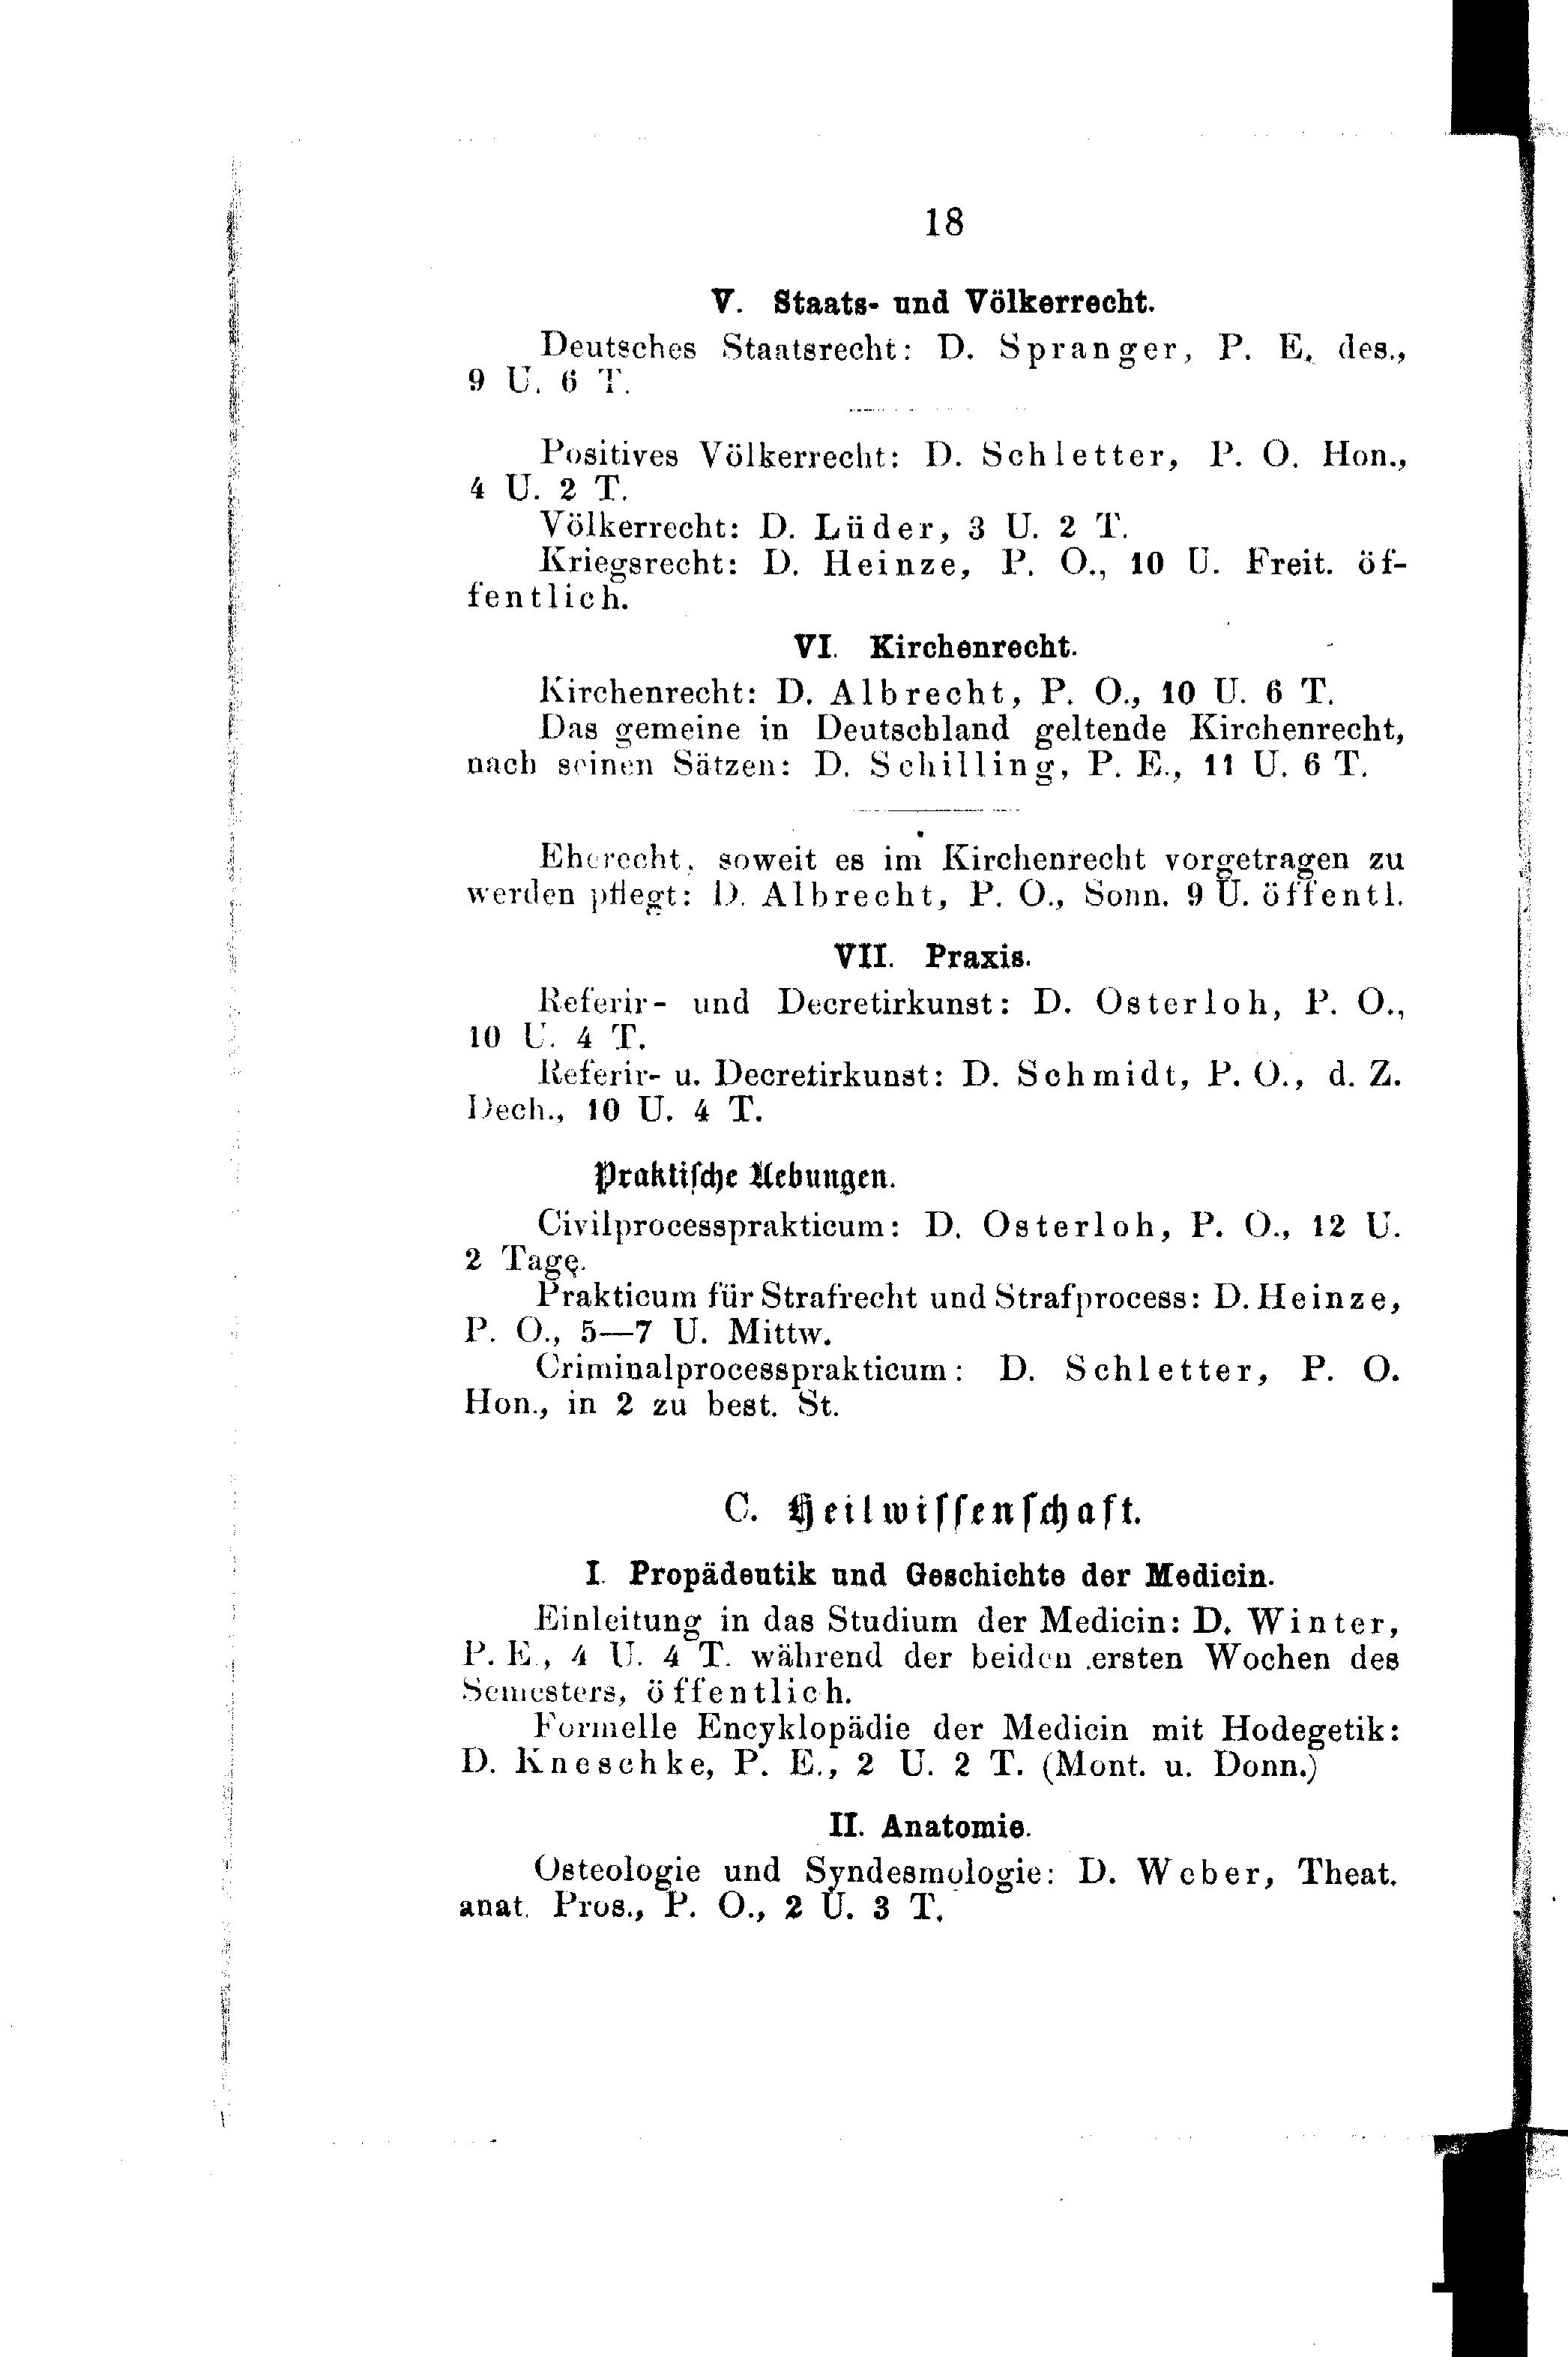 18
V. Staats- und Völkerrecht.
Deutsches Staatsrecht: D. Spranger, P. E. des.,
9 U. 6 T.
Positives Völkerrecht: D. Schletter, P. O. Hon.,
4 U. 2 T.
Völkerrecht: D. Lüder, 3 U. 2 T.
Kriegsrecht: D. Heinze, P. O., 10 U. Freit. öf-
fentlich.
VI. Kirchenrecht.
Kirchenrecht: D. Albrecht, P. O., 10 U. 6 T.
Das gemeine in Deutschland geltende Kirchenrecht,
nach seinen Sätzen: D. Schilling, P. E., 11 U. 6 T.
Eherecht, soweit es im Kirchenrecht vorgetragen zu
werden pflegt: D. Albrecht, P. O., Sonn. 9 U. öffentl.
VII. Praxis.
Referir- und Decretirkunst: D. Osterloh, P. O.,
10 U. 4 T.
Referir- u. Decretirkunst: D. Schmidt, P. O., d. Z.
Dech., 10 U. 4 T.
Praktiſche Uebungen.
Civilprocessprakticum: D. Osterloh, P. O., 12 U.
2 Tage.
Prakticum für Strafrecht und Strafprocess: D. Heinze,
P. O., 5—7 U. Mittw.
Criminalprocessprakticum: D. Schletter, P. O.
Hon., in 2 zu best. St.
C. Heilwiſſenſchaft.
I. Propädeutik und Geschichte der Medicin.
Einleitung in das Studium der Medicin: D. Winter,
P. E., 4 U. 4 T. während der beiden ersten Wochen des
Semesters, öffentlich.
Formelle Encyklopädie der Medicin mit Hodegetik:
D. Kneschke, P. E., 2 U. 2 T. (Mont. u. Donn.)
II. Anatomie.
Osteologie und Syndesmologie: D. Weber, Theat.
anat. Pros., P. O., 2 U. 3 T.